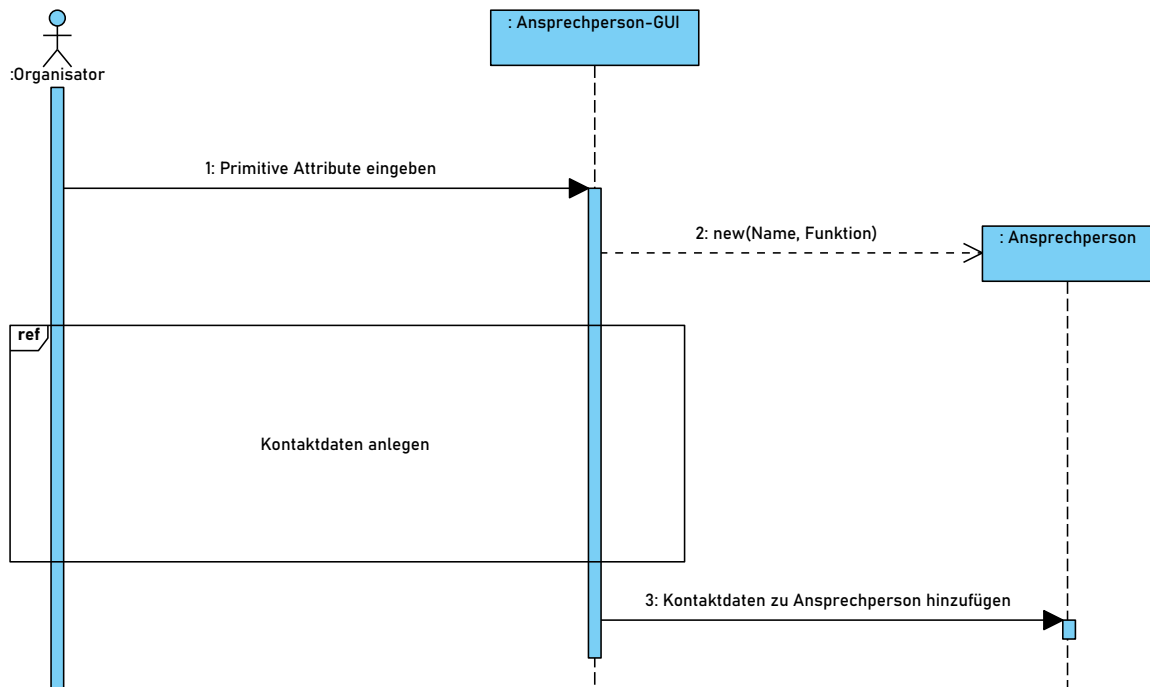 : Ansprechperson-GUI
:Organisator
1: Primitive Attribute eingeben
2: new(Name, Funktion)
: Ansprechperson
ref
Kontaktdaten anlegen
3: Kontaktdaten zu Ansprechperson hinzufügen